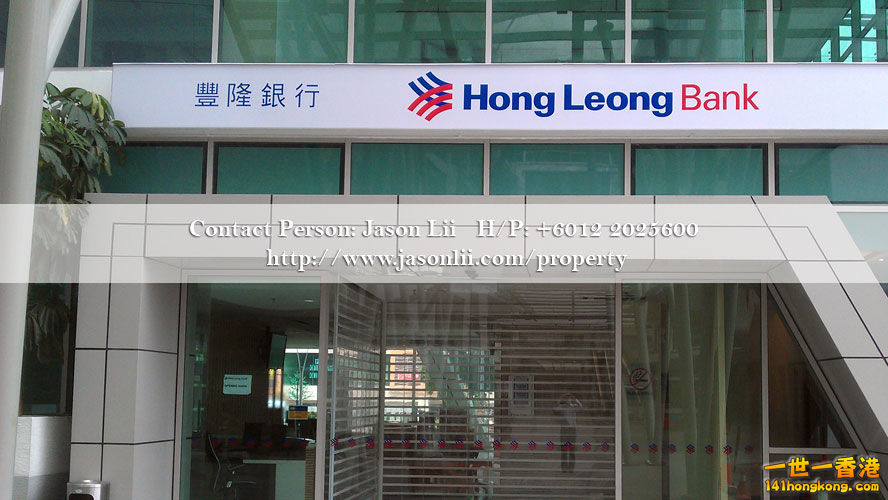 豐隆銀行 Hong Leong Bank
Contact Person: Jason Lii H/P: +6012 2025600
http://www.jasonlii.com/property
一世一香港
141hongkong.com